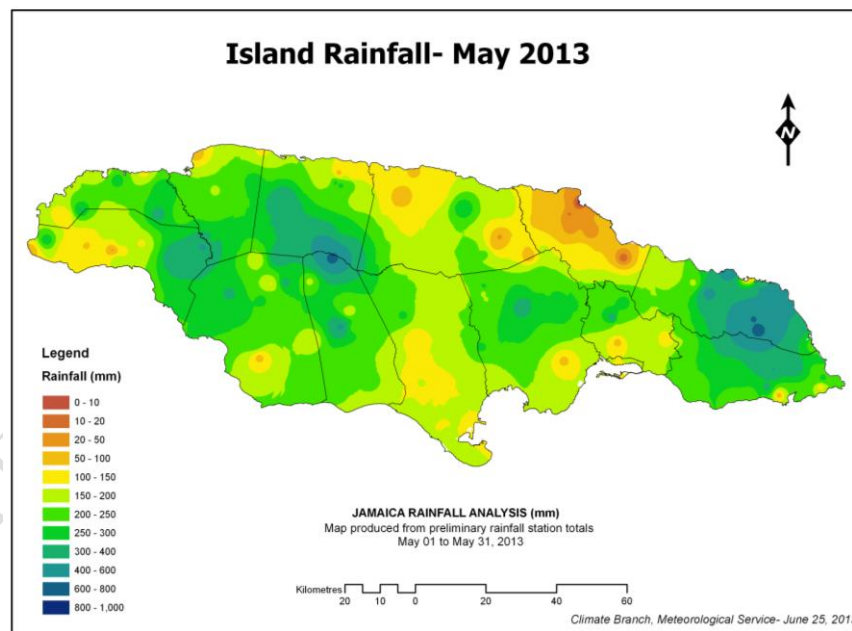 Island Rainfall- May 2013
N
Legend
Rainfall (mm)
0 - 10
10 - 20
20 - 50
50 - 100
100 - 150
150 - 200
200 - 250
250 - 300
300 - 400
400 - 600
600 - 800
800 - 1,000
JAMAICA RAINFALL ANALYSIS (mm)
Map produced from preliminary rainfall station totals
May 01 to May 31, 2013
Kilometres
20 10 0 20 40 60
Climate Branch, Meteorological Service- June 25, 201